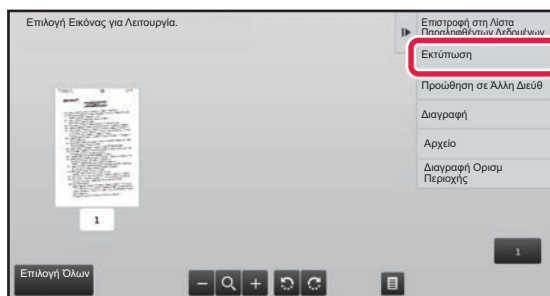 Επιλογή Εικόνας για Λειτουργία.
Επιστροφή στη Λίστα
Παραληφθέντων Δεδομένων
Εκτύπωση
Προώθηση σε Άλλη Διεύθ
Διαγραφή
Αρχείο
Διαγραφή Ορισμ
Περιοχής
1
1
Επιλογή Όλων